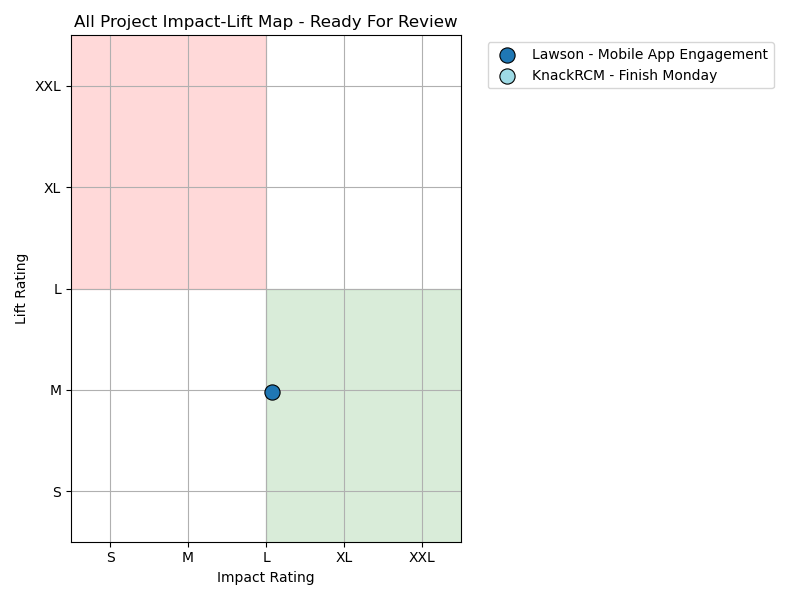 All Project Impact-Lift Map - Ready For Review
Lawson - Mobile App Engagement
KnackRCM - Finish Monday
XXL
XL
L
M
S
Lift Rating
S M L XL XXL
Impact Rating